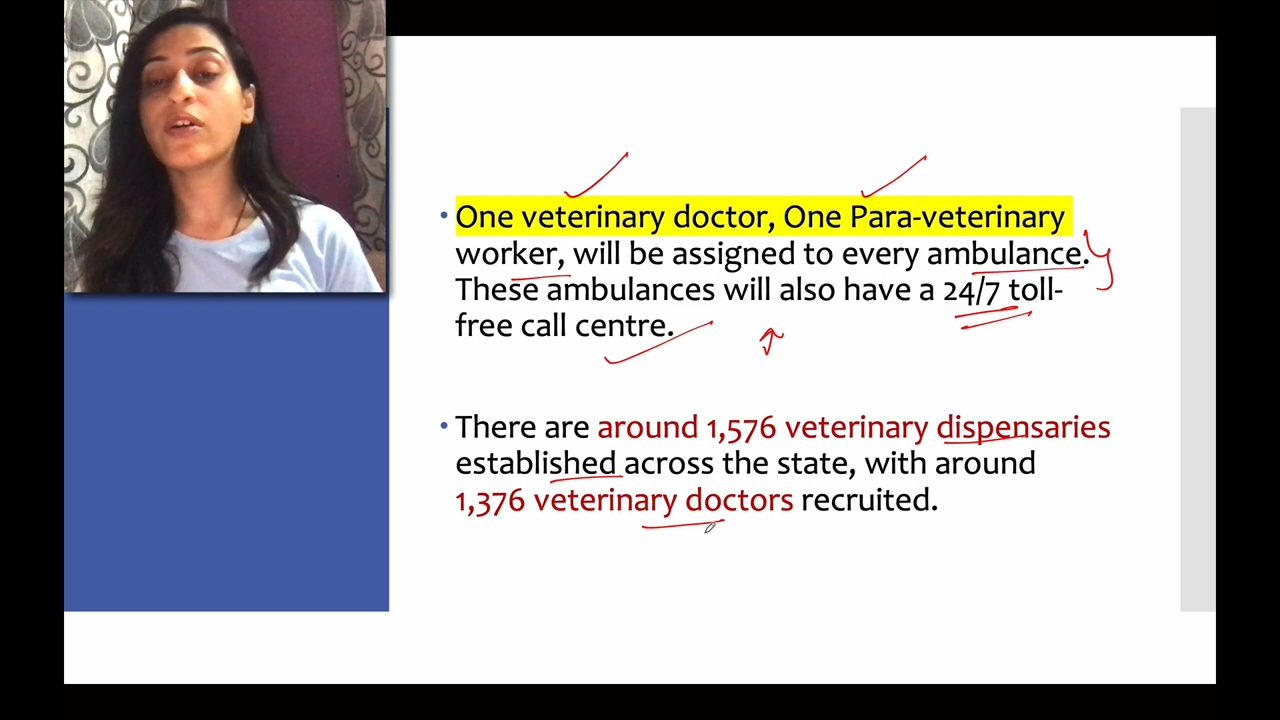 • One veterinary doctor, One Para-veterinary
worker, will be assigned to every ambulance.
These ambulances will also have a 24/7 toll-
free call centre.
• There are around 1,576 veterinary dispensaries
established across the state, with around
1,376 veterinary doctors recruited.